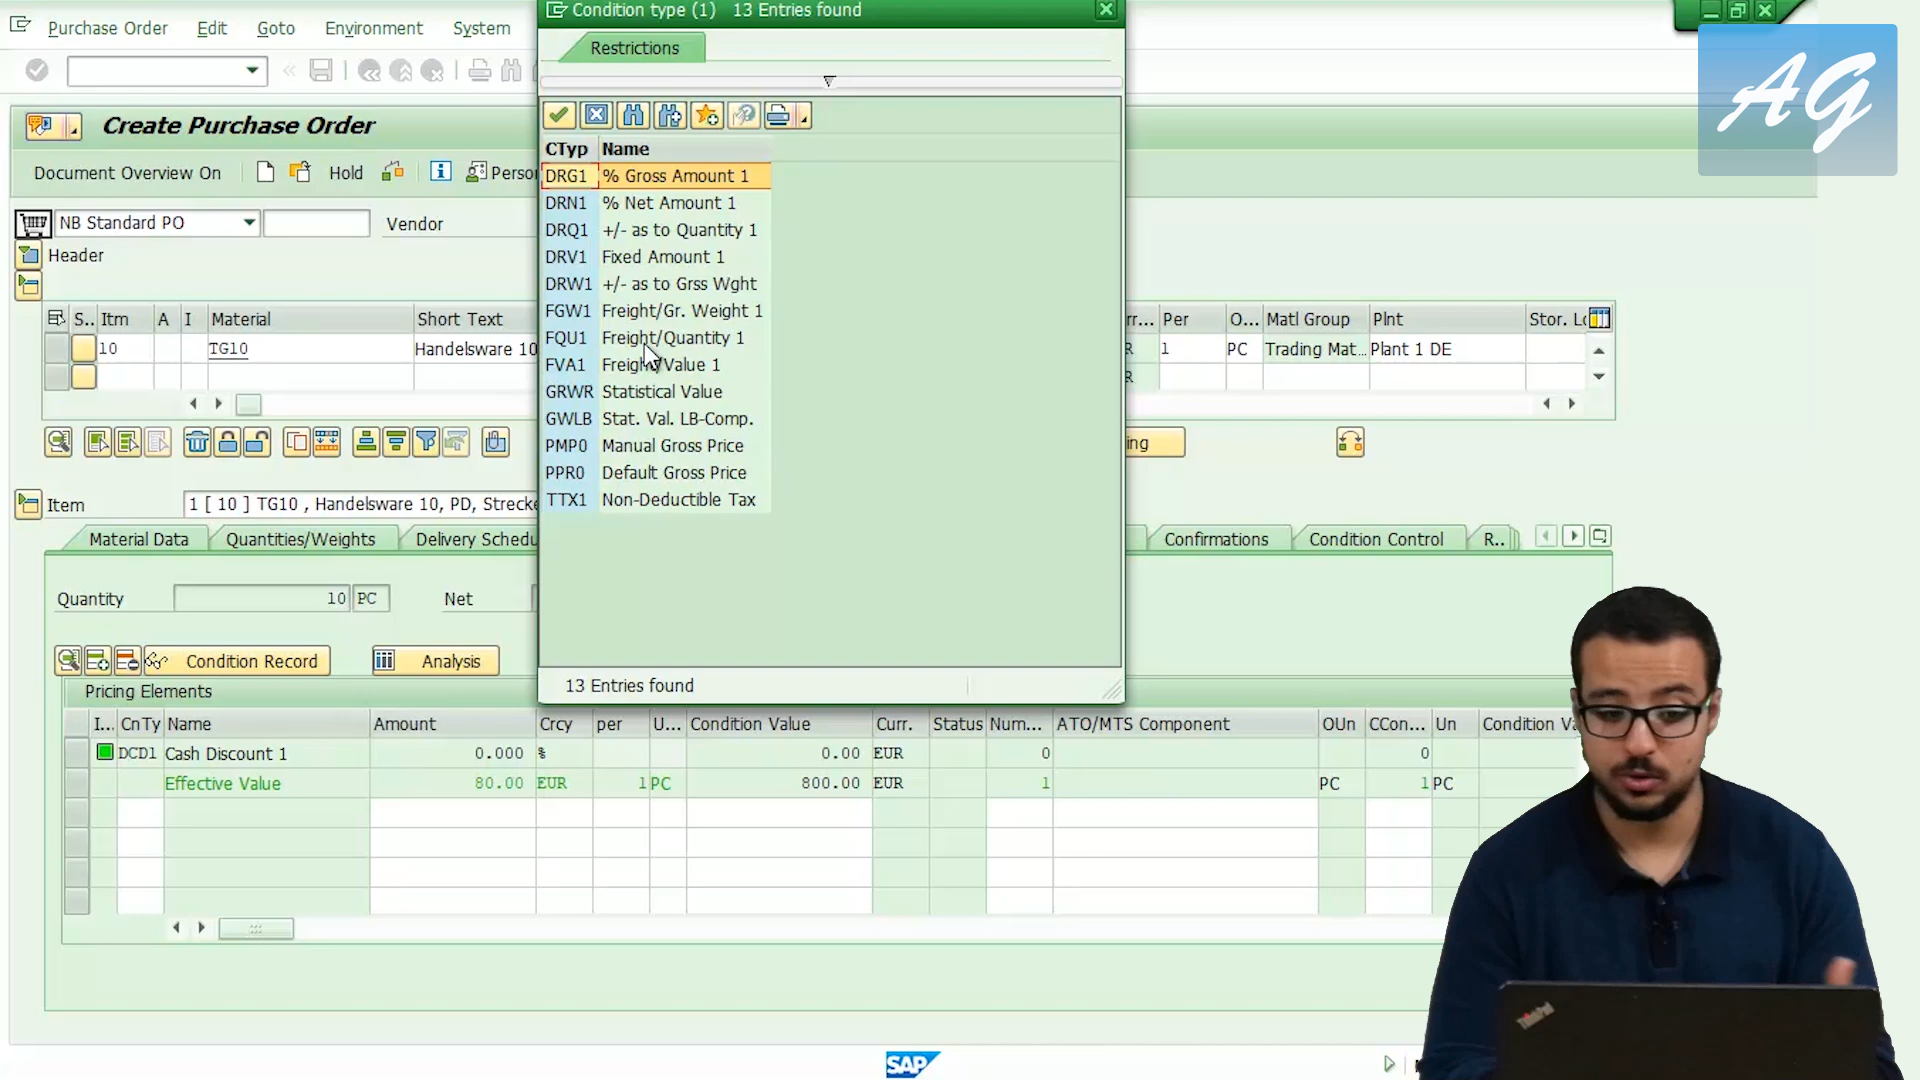 Condition type (1) 13 Entries found
Purchase Order Edit Goto Environment System
Restrictions
AG
Create Purchase Order
Document Overview On Hold
NB Standard PO Vendor
Header
CTyp Name
DRG1 % Gross Amount 1
DRN1 % Net Amount 1
DRQ1 +/- as to Quantity 1
DRV1 Fixed Amount 1
DRW1 +/- as to Grss Wght
FGW1 Freight/Gr. Weight 1
FQU1 Freight/Quantity 1
FVA1 Freight/Value 1
GRWR Statistical Value
GWLB Stat. Val. LB-Comp.
PMP0 Manual Gross Price
PPR0 Default Gross Price
TTX1 Non-Deductible Tax
13 Entries found
S.. Itm A I Material Short Text Per O... Matl Group Plnt
10 TG10 Handelsware 10 1 PC Trading Mat... Plant 1 DE
Item 1 [ 10 ] TG10 , Handelsware 10, PD,
Material Data Quantities/Weights Delivery Confirmations Condition Control R..
Quantity 10 PC Net
Condition Record Analysis
Pricing Elements
I... CnTy Name Amount Crcy per U... Condition Value Curr. Status Num... ATO/MTS Component OUn CCon... Un Condition
DCD1 Cash Discount 1 0.000 % 0.00 EUR 0 0
Effective Value 80.00 EUR 1 PC 800.00 EUR 1 PC 1 PC
ThinkPad
SAP